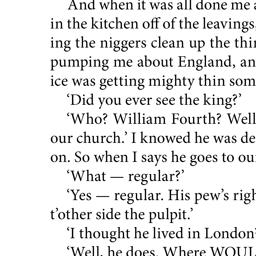 And when it was all done me a
in the kitchen off of the leavings,
ing the niggers clean up the thin
pumping me about England, an
ice was getting mighty thin som
‘Did you ever see the king?’
‘Who? William Fourth? Well
our church.’ I knowed he was de
on. So when I says he goes to ou
‘What — regular?’
‘Yes — regular. His pew’s righ
t’other side the pulpit.’
‘I thought he lived in London
‘Well, he does. Where WOUL